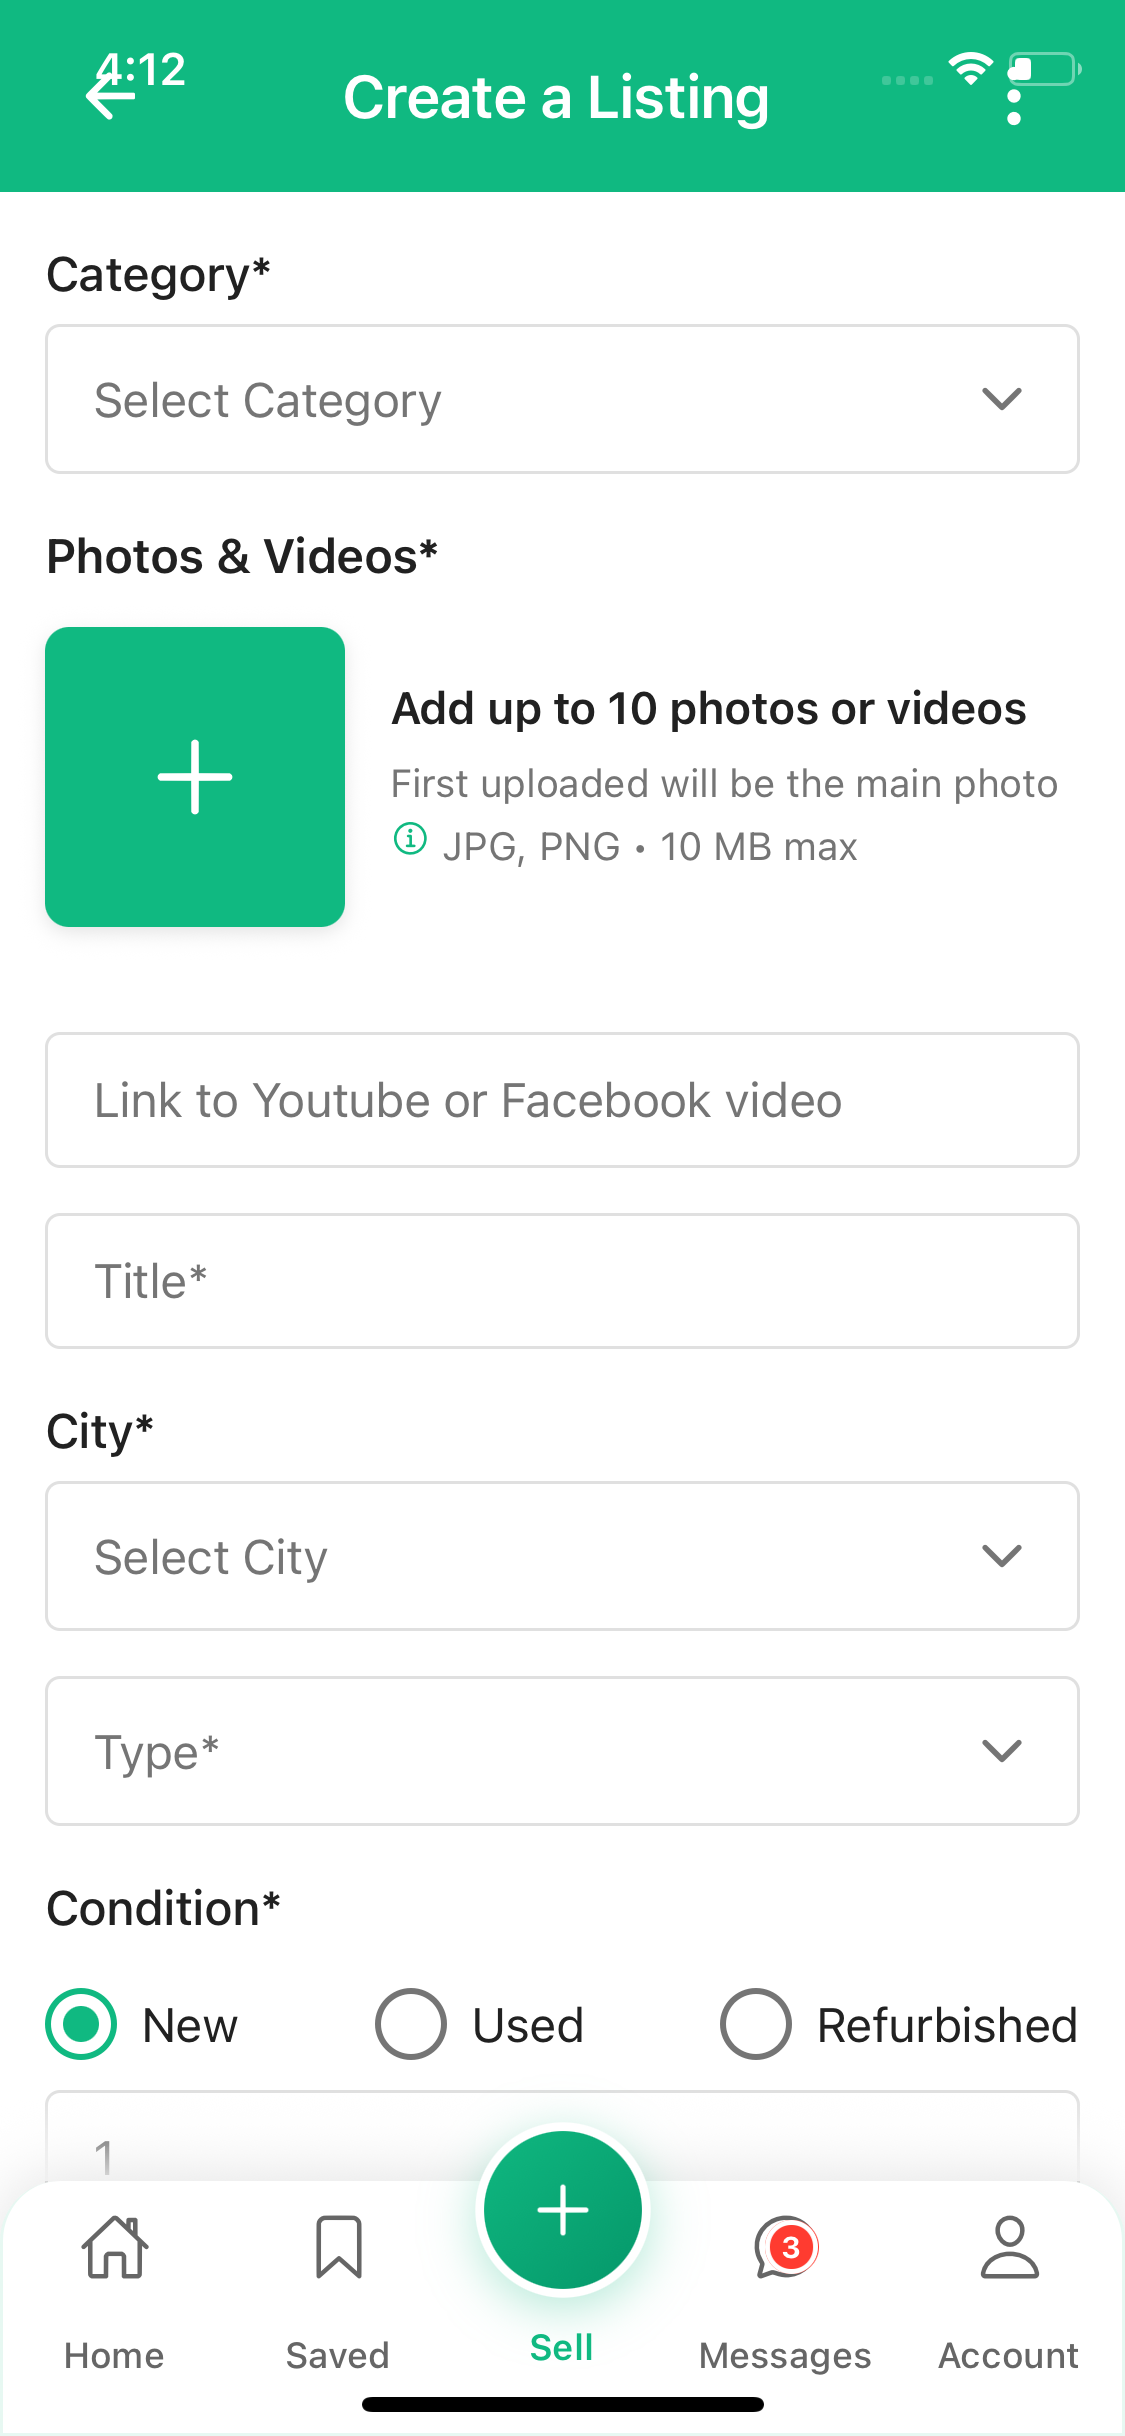 4:12
Create a Listing
Category*
Select Category
Photos & Videos*
Add up to 10 photos or videos
First uploaded will be the main photo
JPG, PNG • 10 MB max
Link to Youtube or Facebook video
Title*
City*
Select City
Type*
Condition*
New Used Refurbished
1
3
Home Saved Sell Messages Account